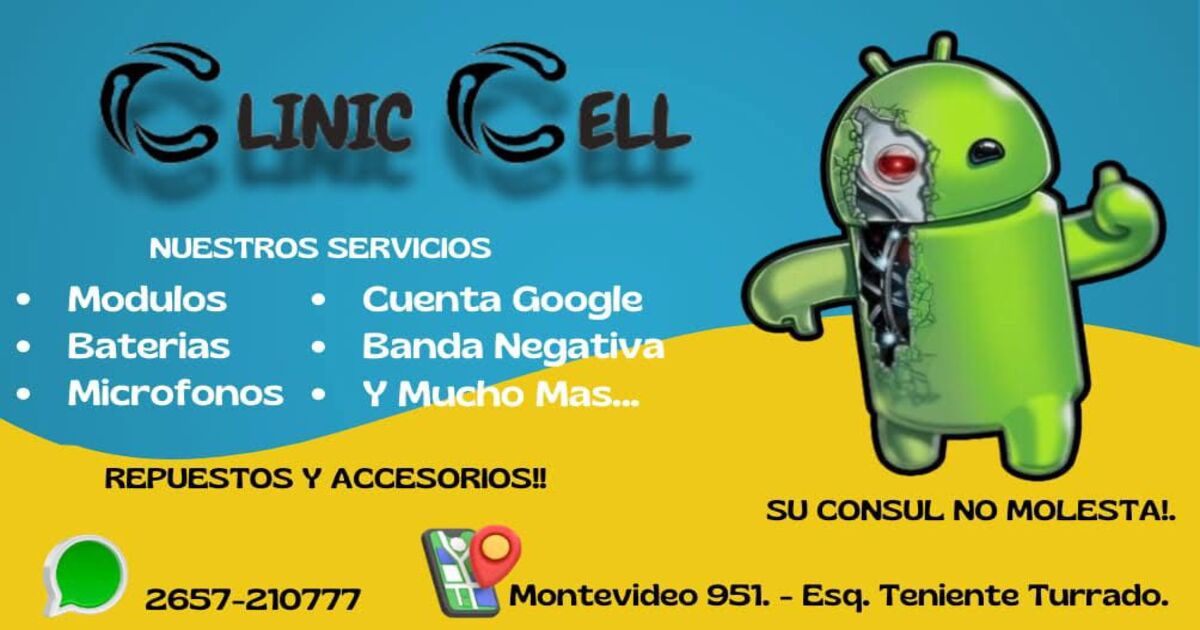 CLINIC CELL
NUESTROS SERVICIOS
• Modulos
• Baterias
• Microfonos
• Cuenta Google
• Banda Negativa
• Y Mucho Mas...
REPUESTOS Y ACCESORIOS!!
SU CONSUL NO MOLESTA!.
2657-210777
Montevideo 951. - Esq. Teniente Turrado.